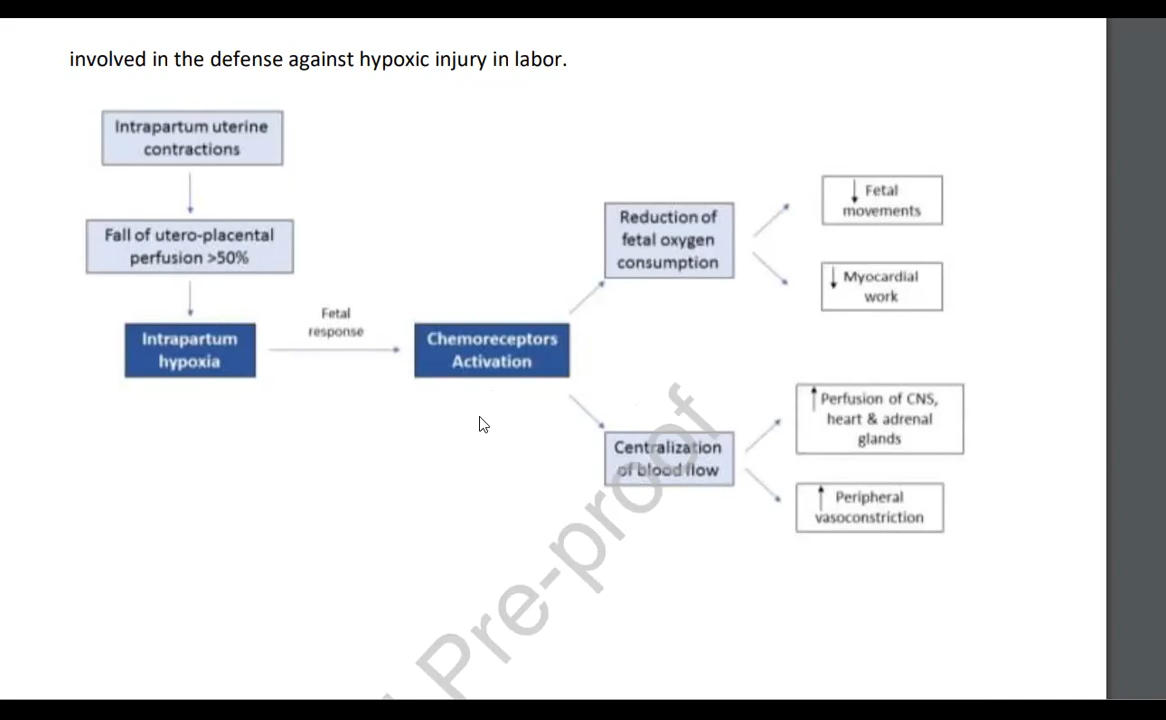 involved in the defense against hypoxic injury in labor.
Intrapartum uterine
contractions
Fall of utero-placental
perfusion >50%
Intrapartum
hypoxia
Fetal
response
Chemoreceptors
Activation
Reduction of
fetal oxygen
consumption
↓ Fetal
movements
↓ Myocardial
work
Centralization
of blood flow
↑ Perfusion of CNS,
heart & adrenal
glands
↑ Peripheral
vasoconstriction
Pre-proof